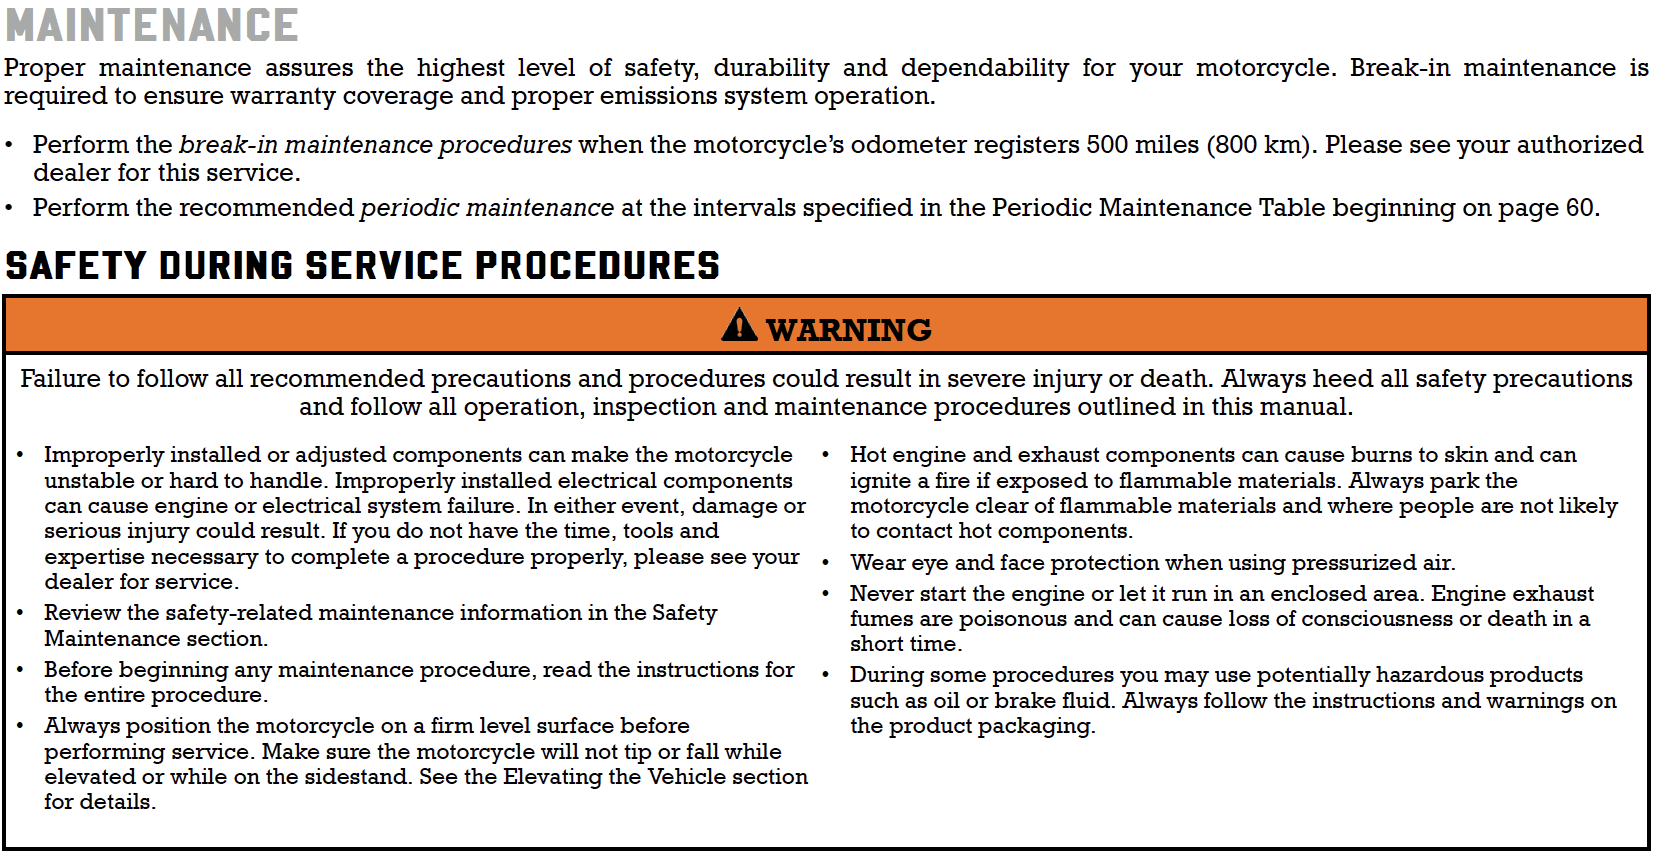 MAINTENANCE
Proper maintenance assures the highest level of safety, durability and dependability for your motorcycle. Break-in maintenance is
required to ensure warranty coverage and proper emissions system operation.
• Perform the break-in maintenance procedures when the motorcycle’s odometer registers 500 miles (800 km). Please see your authorized
dealer for this service.
• Perform the recommended periodic maintenance at the intervals specified in the Periodic Maintenance Table beginning on page 60.
SAFETY DURING SERVICE PROCEDURES
WARNING
Failure to follow all recommended precautions and procedures could result in severe injury or death. Always heed all safety precautions
and follow all operation, inspection and maintenance procedures outlined in this manual.
• Improperly installed or adjusted components can make the motorcycle
unstable or hard to handle. Improperly installed electrical components
can cause engine or electrical system failure. In either event, damage or
serious injury could result. If you do not have the time, tools and
expertise necessary to complete a procedure properly, please see your
dealer for service.
• Review the safety-related maintenance information in the Safety
Maintenance section.
• Before beginning any maintenance procedure, read the instructions for
the entire procedure.
• Always position the motorcycle on a firm level surface before
performing service. Make sure the motorcycle will not tip or fall while
elevated or while on the sidestand. See the Elevating the Vehicle section
for details.
• Hot engine and exhaust components can cause burns to skin and can
ignite a fire if exposed to flammable materials. Always park the
motorcycle clear of flammable materials and where people are not likely
to contact hot components.
• Wear eye and face protection when using pressurized air.
• Never start the engine or let it run in an enclosed area. Engine exhaust
fumes are poisonous and can cause loss of consciousness or death in a
short time.
• During some procedures you may use potentially hazardous products
such as oil or brake fluid. Always follow the instructions and warnings on
the product packaging.